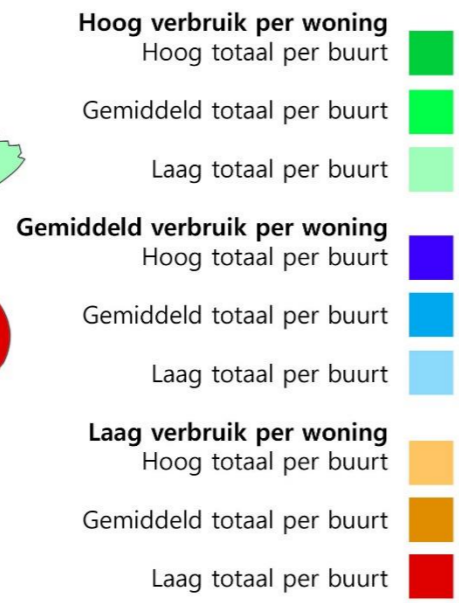 Hoog verbruik per woning
Hoog totaal per buurt
Gemiddeld totaal per buurt
Laag totaal per buurt
Gemiddeld verbruik per woning
Hoog totaal per buurt
Gemiddeld totaal per buurt
Laag totaal per buurt
Laag verbruik per woning
Hoog totaal per buurt
Gemiddeld totaal per buurt
Laag totaal per buurt